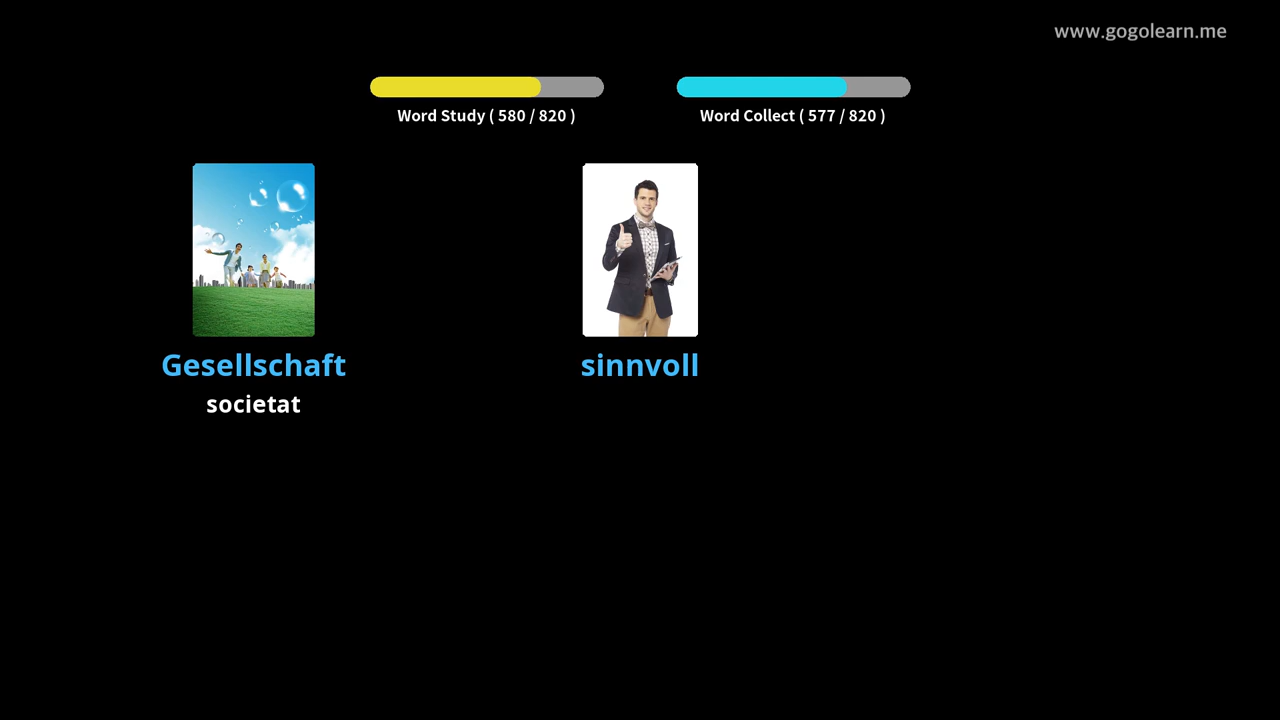 www.gogolearn.me
Word Study ( 580 / 820 )
Word Collect ( 577 / 820 )
Gesellschaft
societat
sinnvoll